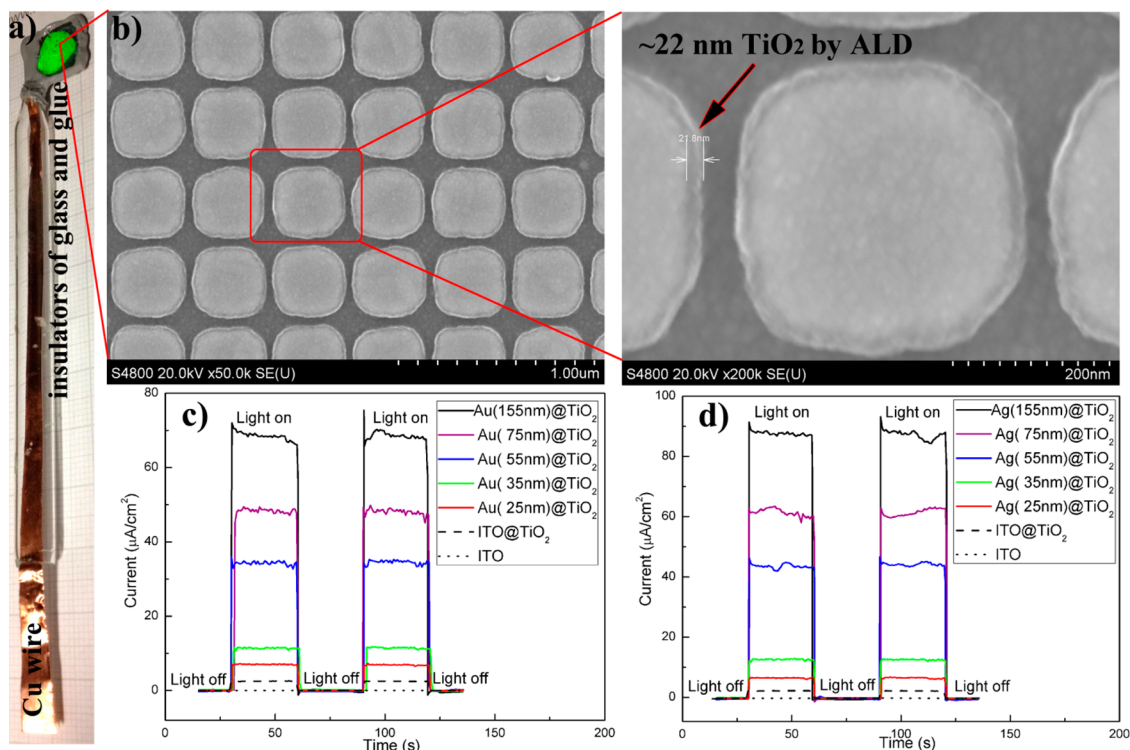 a)
insulators of glass and glue
Cu wire
b)
S4800 20.0kV x50.0k SE(U)
1.00um
~22 nm TiO2 by ALD
21.6nm
S4800 20.0kV x200k SE(U)
200nm
c)
80
60
40
20
0
Current (μA/cm²)
Light on
Light on
Light off
Light off
Light off
Au(155nm)@TiO₂
Au( 75nm)@TiO₂
Au( 55nm)@TiO₂
Au( 35nm)@TiO₂
Au( 25nm)@TiO₂
ITO@TiO₂
ITO
0
50
100
150
200
Time (s)
d)
100
80
60
40
20
0
Current (μA/cm²)
Light on
Light on
Light off
Light off
Light off
Ag(155nm)@TiO₂
Ag( 75nm)@TiO₂
Ag( 55nm)@TiO₂
Ag( 35nm)@TiO₂
Ag( 25nm)@TiO₂
ITO@TiO₂
ITO
0
50
100
150
200
Time (s)